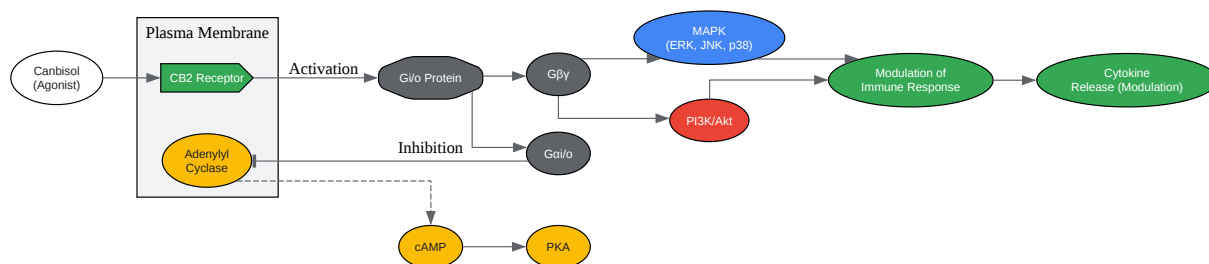 Plasma Membrane
Canbisol
(Agonist)
CB2 Receptor
Activation
Gi/o Protein
Gβγ
MAPK
(ERK, JNK, p38)
PI3K/Akt
Modulation of
Immune Response
Cytokine
Release (Modulation)
Adenylyl
Cyclase
Inhibition
Gαi/o
cAMP
PKA